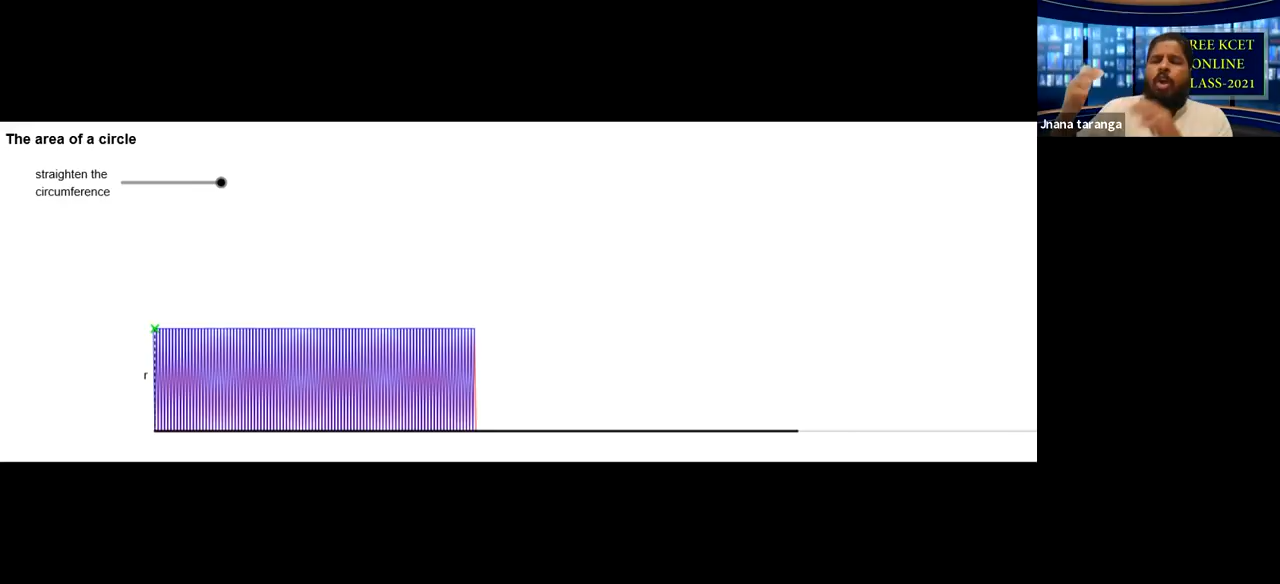 The area of a circle
straighten the
circumference
r
REE KCET
ONLINE
LASS-2021
Jnana taranga